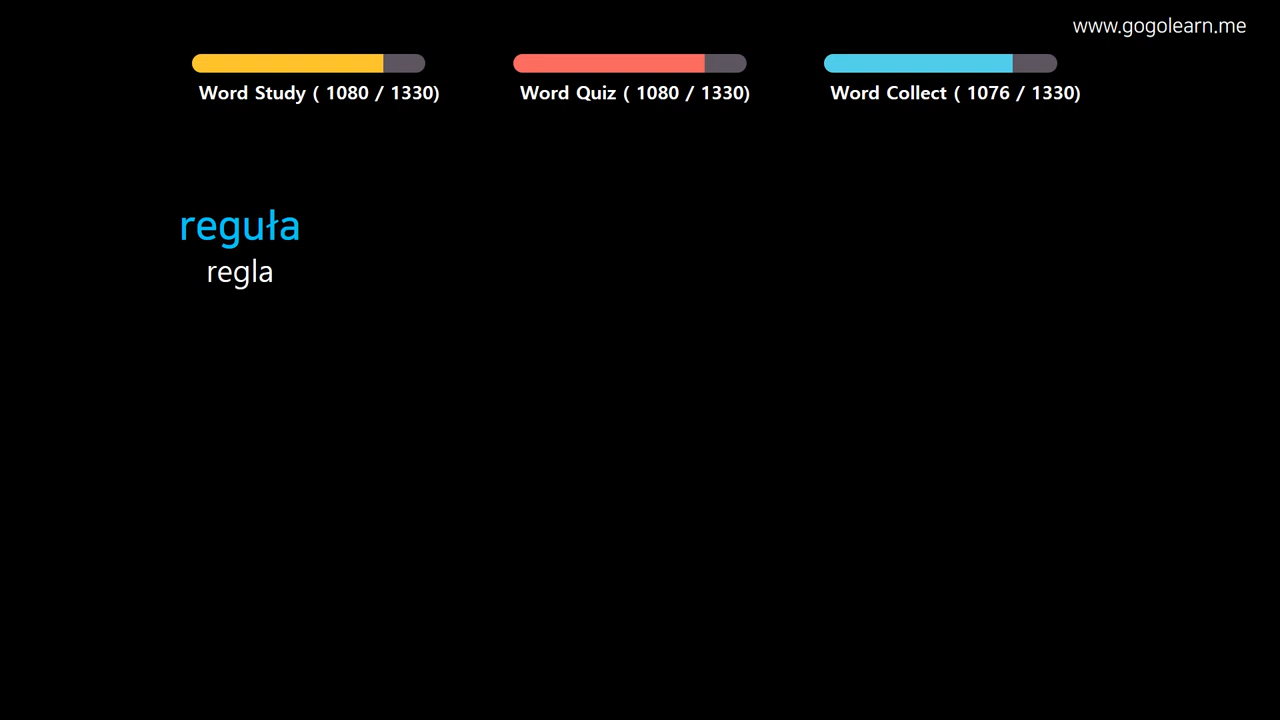 www.gogolearn.me
Word Study ( 1080 / 1330)
Word Quiz ( 1080 / 1330)
Word Collect ( 1076 / 1330)
reguła
regla